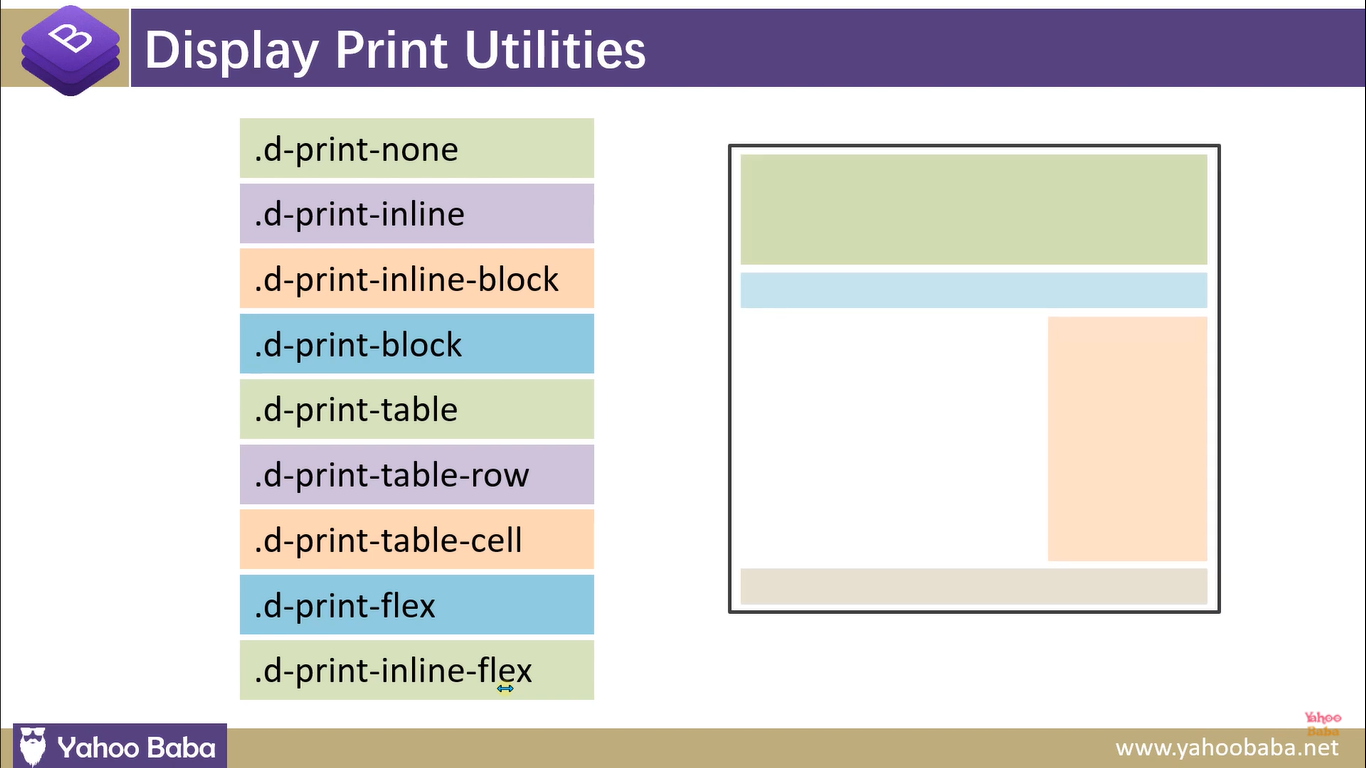 B
Display Print Utilities
.d-print-none
.d-print-inline
.d-print-inline-block
.d-print-block
.d-print-table
.d-print-table-row
.d-print-table-cell
.d-print-flex
.d-print-inline-flex
Yahoo
Baba
Yahoo Baba
www.yahoobaba.net